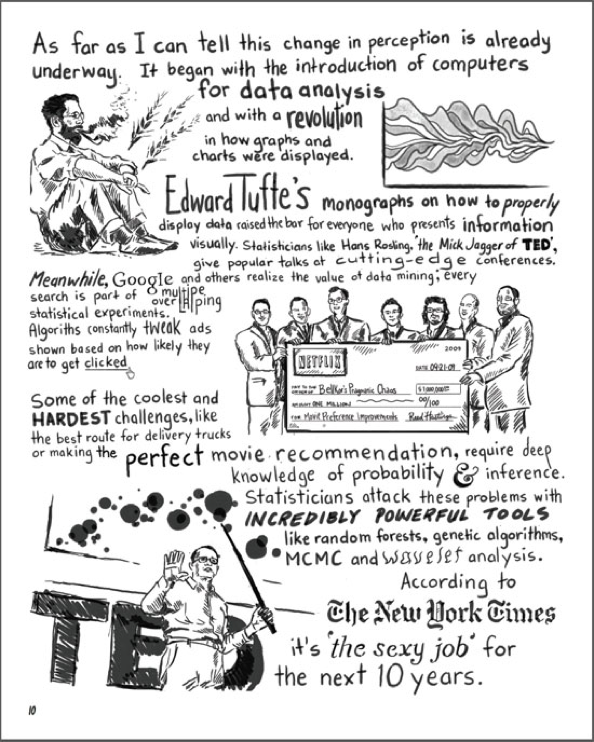 As far as I can tell this change in perception is already
underway. It began with the introduction of computers
for data analysis
and with a revolution
in how graphs and
charts were displayed.
Edward Tufte's monographs on how to properly
display data raised the bar for everyone who presents information
visually. Statisticians like Hans Rosling, 'the Mick Jagger of TED',
give popular talks at cutting-edge conferences.
Meanwhile, Google and others realize the value of data mining; every
search is part of multiple
overlapping
statistical experiments.
Algoriths constantly tweak ads
shown based on how likely they
are to get clicked
NETFLIX
2009
DATE 09.21.09
PAY TO THE
ORDER OF BellKor's Pragmatic Chaos $1,000,000
AMOUNT ONE MILLION 00/100
FOR Movie Preference Improvements Reed Hastings
Some of the coolest and
HARDEST challenges, like
the best route for delivery trucks
or making the perfect movie recommendation, require deep
knowledge of probability & inference.
Statisticians attack these problems with
INCREDIBLY POWERFUL TOOLS
like random forests, genetic algorithms,
MCMC and wavelet analysis.
According to
The New York Times
it's 'the sexy job' for
the next 10 years.
TED
10